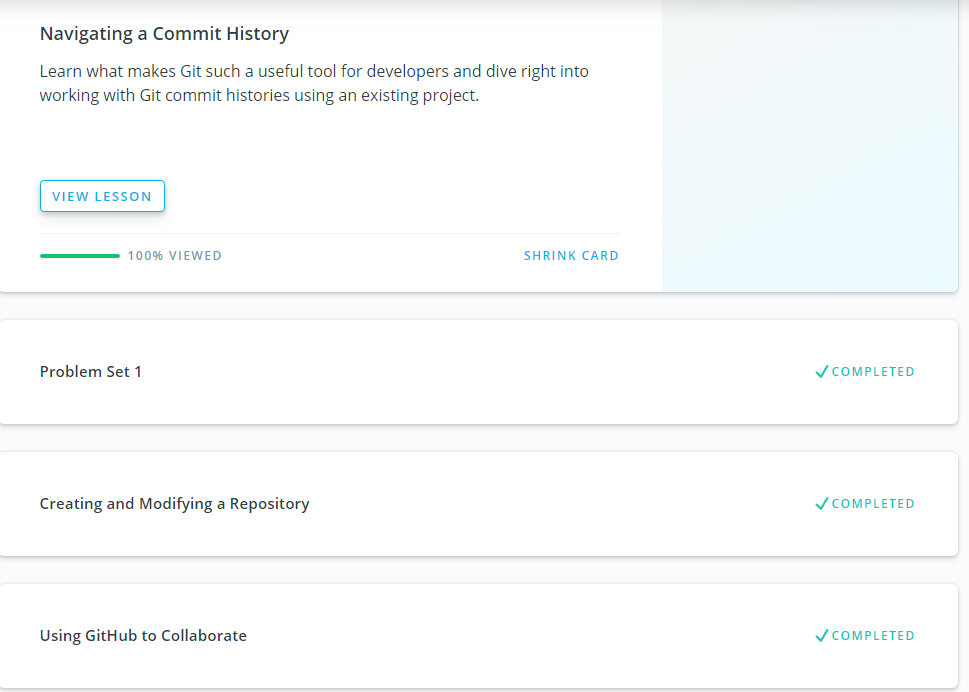 Navigating a Commit History
Learn what makes Git such a useful tool for developers and dive right into
working with Git commit histories using an existing project.
VIEW LESSON
100% VIEWED
SHRINK CARD
Problem Set 1
COMPLETED
Creating and Modifying a Repository
COMPLETED
Using GitHub to Collaborate
COMPLETED